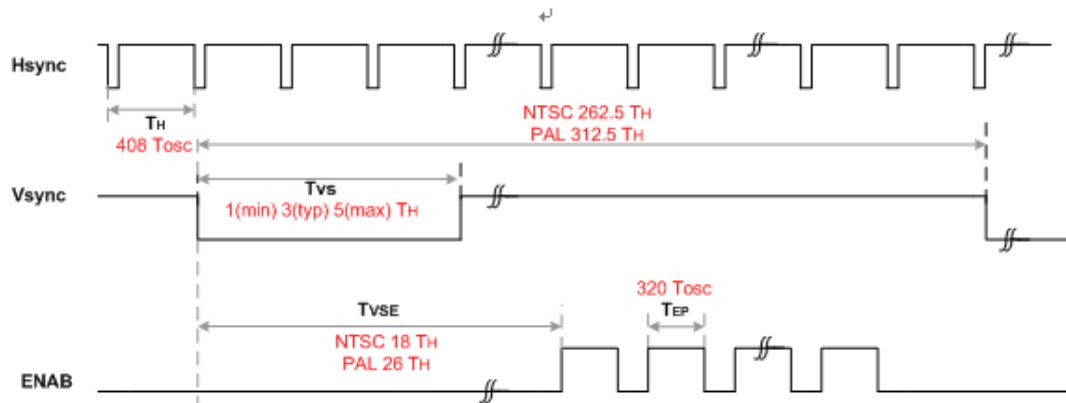 ↵
Hsync
TH
408 Tosc
NTSC 262.5 TH
PAL 312.5 TH
Vsync
Tvs
1(min) 3(typ) 5(max) TH
320 Tosc
TVSE
TEP
NTSC 18 TH
PAL 26 TH
ENAB